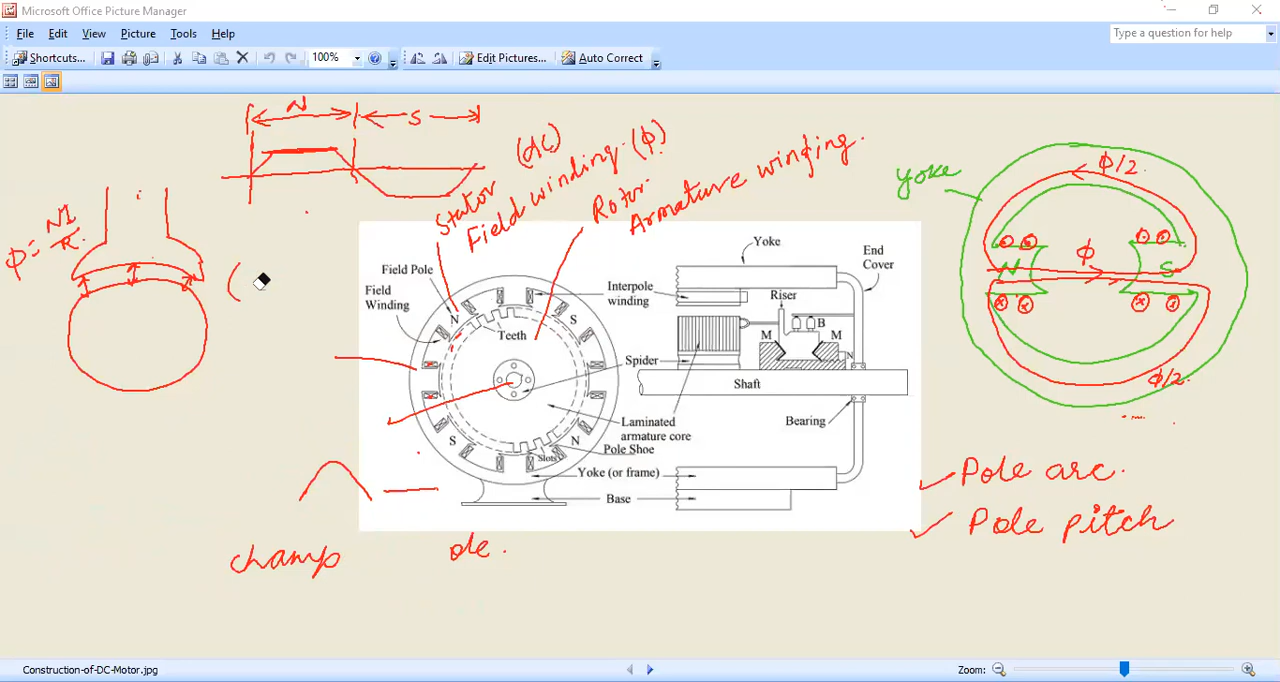 Microsoft Office Picture Manager
File Edit View Picture Tools Help
Type a question for help
Shortcuts... 100% Edit Pictures... Auto Correct
N S
Stator (dc)
Field winding. (Φ)
Rotor.
Armature winding.
Φ = NI/R.
yoke
Φ/2.
Φ
N S
Φ/2.
Field Pole
Field
Winding
N
S
Teeth
S
N
Slots
Interpole
winding
Spider
Laminated
armature core
Pole Shoe
Yoke (or frame)
Base
Yoke
End
Cover
Riser
B
M M
N
Shaft
Bearing
Pole arc.
Pole pitch
champ de.
Construction-of-DC-Motor.jpg
Zoom: